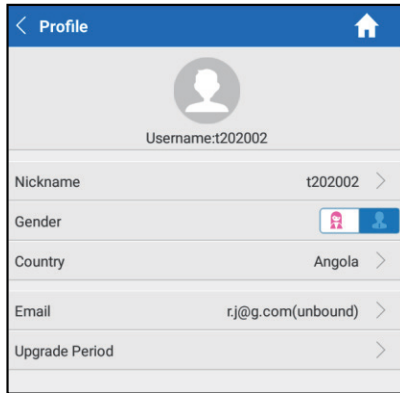 Profile
Username:t202002
Nickname t202002
Gender
Country Angola
Email r.j@g.com(unbound)
Upgrade Period